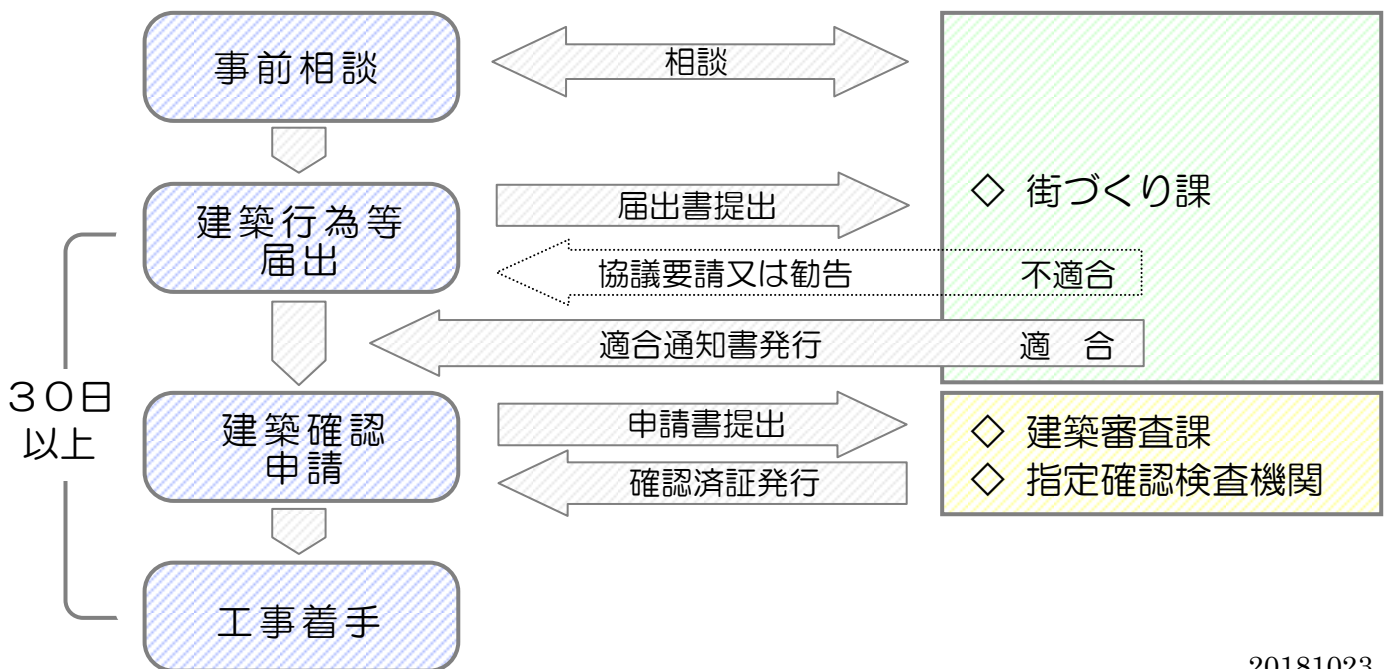 事前相談
相談
建築行為等
届出
届出書提出
◇ 街づくり課
協議要請又は勧告 不適合
適合通知書発行 適 合
30日
以上
建築確認
申請
申請書提出
確認済証発行
◇ 建築審査課
◇ 指定確認検査機関
工事着手
20181023